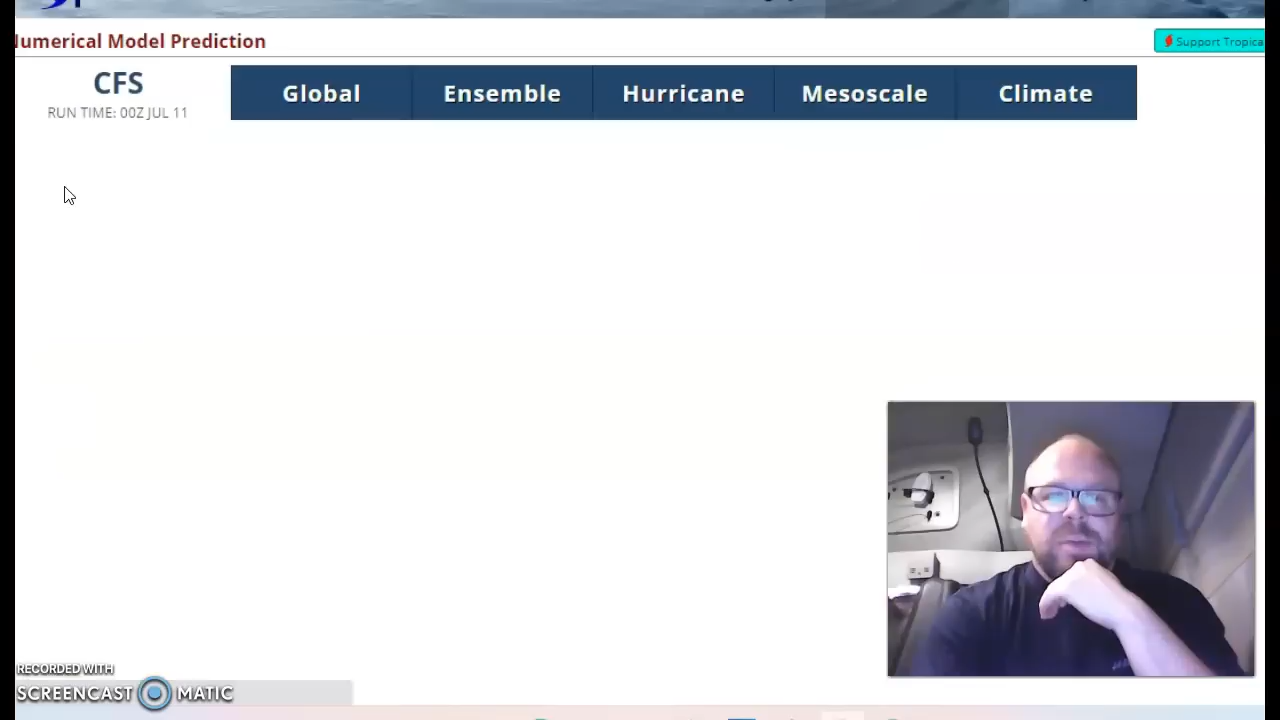 Numerical Model Prediction
Support Tropica
CFS
RUN TIME: 00Z JUL 11
Global
Ensemble
Hurricane
Mesoscale
Climate
RECORDED WITH
SCREENCAST MATIC